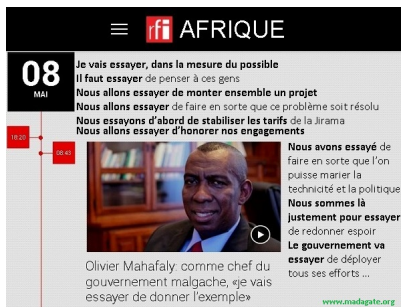 rfi AFRIQUE
08
MAI
Je vais essayer, dans la mesure du possible
Il faut essayer de penser à ces gens
Nous allons essayer de monter ensemble un projet
Nous allons essayer de faire en sorte que ce problème soit résolu
Nous essayons d'abord de stabiliser les tarifs de la Jirama
Nous allons essayer d'honorer nos engagements
18:20
08:43
Nous avons essayé de
faire en sorte que l'on
puisse marier la
technicité et la politique
Nous sommes là
justement pour essayer
de redonner espoir
Le gouvernement va
essayer de déployer
tous ses efforts ...
Olivier Mahafaly: comme chef du
gouvernement malgache, «je vais
essayer de donner l'exemple»
www.madagate.org